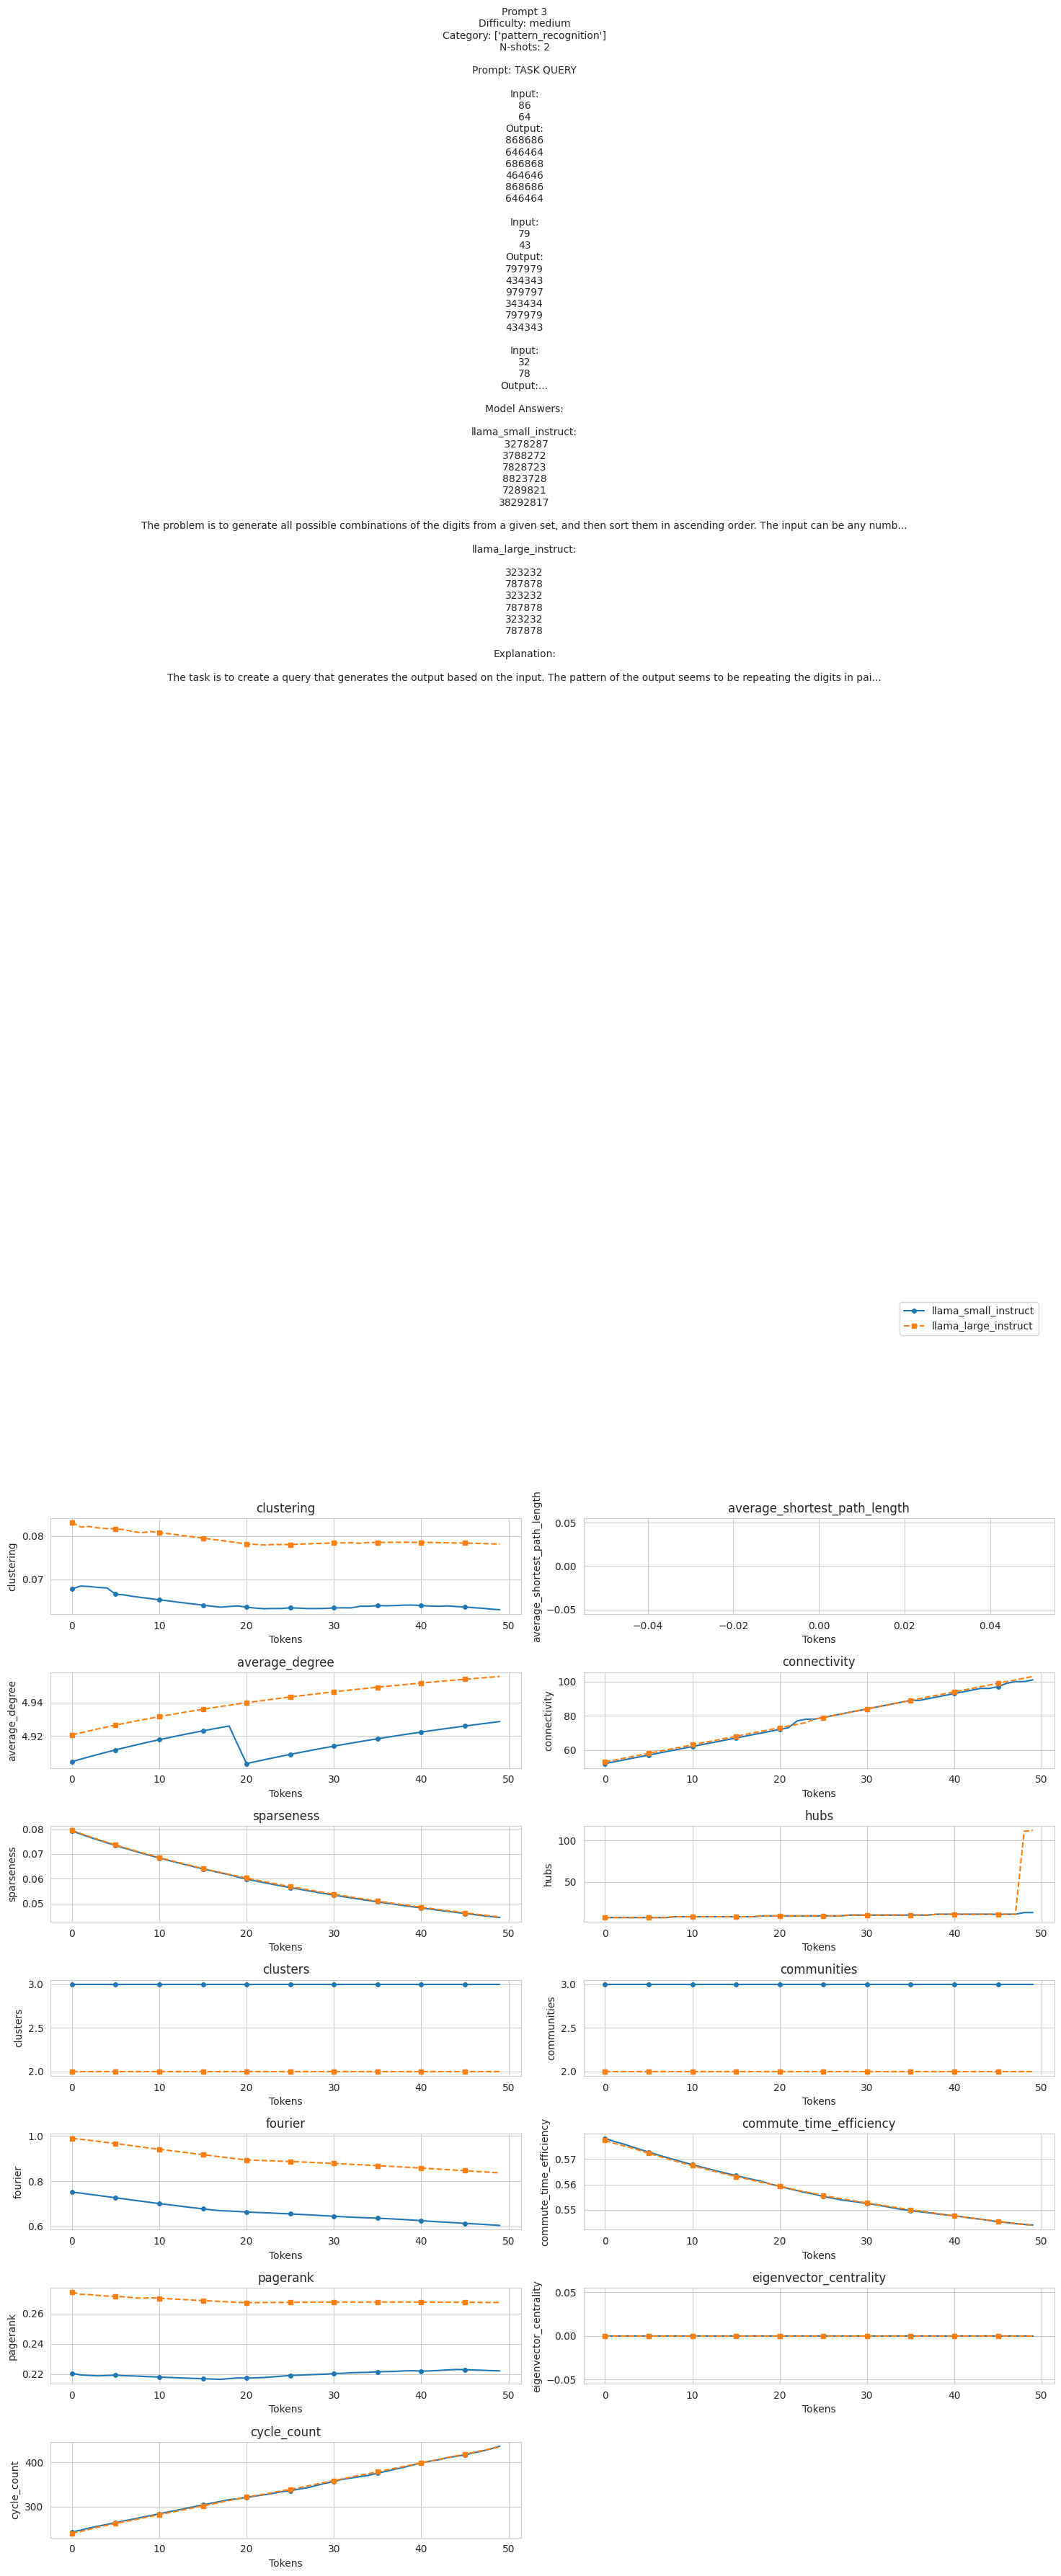 Prompt 3
Difficulty: medium
Category: ['pattern_recognition']
N-shots: 2
Prompt: TASK QUERY
Input:
86
64
Output:
868686
646464
686868
464646
868686
646464
Input:
79
43
Output:
797979
434343
979797
343434
797979
434343
Input:
32
78
Output:...
Model Answers:
llama_small_instruct:
3278287
3788272
7828723
8823728
7289821
38292817
The problem is to generate all possible combinations of the digits from a given set, and then sort them in ascending order. The input can be any numb...
llama_large_instruct:
323232
787878
323232
787878
323232
787878
Explanation:
The task is to create a query that generates the output based on the input. The pattern of the output seems to be repeating the digits in pai...
llama_small_instruct
llama_large_instruct
clustering
clustering
0.08
0.07
0 10 20 30 40 50
Tokens
average_shortest_path_length
average_shortest_path_length
0.05
0.00
−0.05
−0.04 −0.02 0.00 0.02 0.04
Tokens
average_degree
average_degree
4.94
4.92
0 10 20 30 40 50
Tokens
connectivity
connectivity
100
80
60
0 10 20 30 40 50
Tokens
sparseness
sparseness
0.08
0.07
0.06
0.05
0 10 20 30 40 50
Tokens
hubs
hubs
100
50
0 10 20 30 40 50
Tokens
clusters
clusters
3.0
2.5
2.0
0 10 20 30 40 50
Tokens
communities
communities
3.0
2.5
2.0
0 10 20 30 40 50
Tokens
fourier
fourier
1.0
0.8
0.6
0 10 20 30 40 50
Tokens
commute_time_efficiency
commute_time_efficiency
0.57
0.56
0.55
0 10 20 30 40 50
Tokens
pagerank
pagerank
0.26
0.24
0.22
0 10 20 30 40 50
Tokens
eigenvector_centrality
eigenvector_centrality
0.05
0.00
−0.05
0 10 20 30 40 50
Tokens
cycle_count
cycle_count
400
300
0 10 20 30 40 50
Tokens